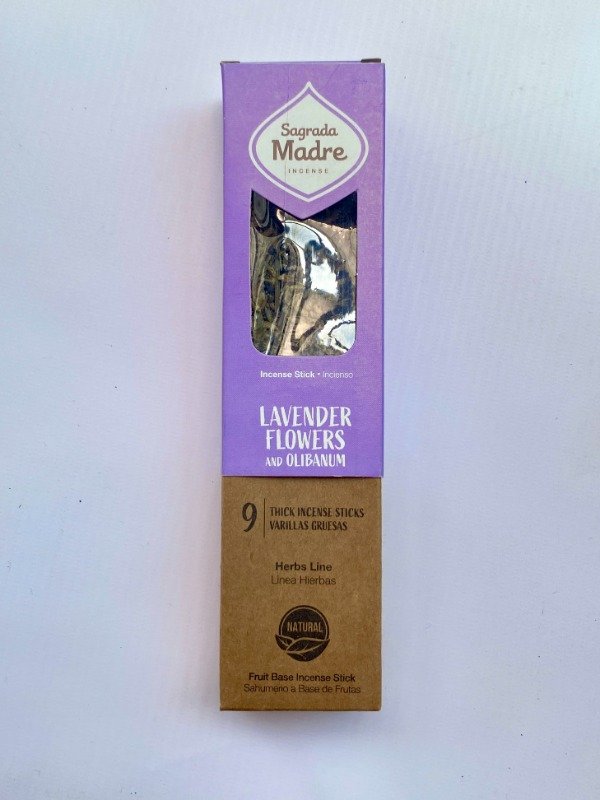 Sagrada
Madre
INCENSE
Incense Stick • Incienso
LAVENDER
FLOWERS
AND OLIBANUM
9
THICK INCENSE STICKS
VARILLAS GRUESAS
Herbs Line
Línea Hierbas
NATURAL
Fruit Base Incense Stick
Sahumerio a Base de Frutas